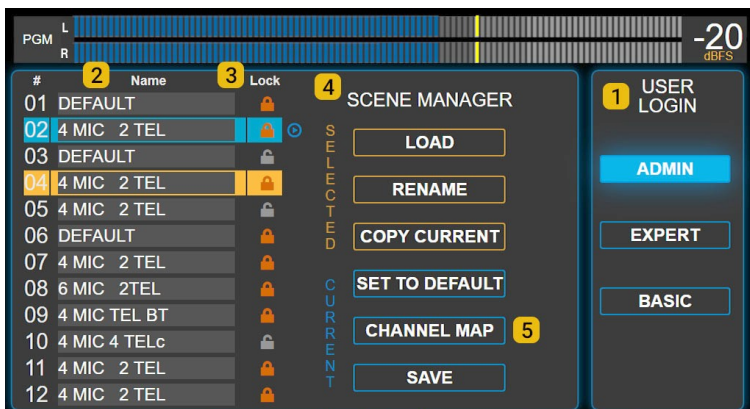 PGM
L
R
-20
dBFS
# 2 Name 3 Lock
01 DEFAULT
02 4 MIC 2 TEL
03 DEFAULT
04 4 MIC 2 TEL
05 4 MIC 2 TEL
06 DEFAULT
07 4 MIC 2 TEL
08 6 MIC 2TEL
09 4 MIC TEL BT
10 4 MIC 4 TELc
11 4 MIC 2 TEL
12 4 MIC 2 TEL
4 SCENE MANAGER
SELECTED
LOAD
RENAME
COPY CURRENT
CURRENT
SET TO DEFAULT
CHANNEL MAP 5
SAVE
1 USER
LOGIN
ADMIN
EXPERT
BASIC